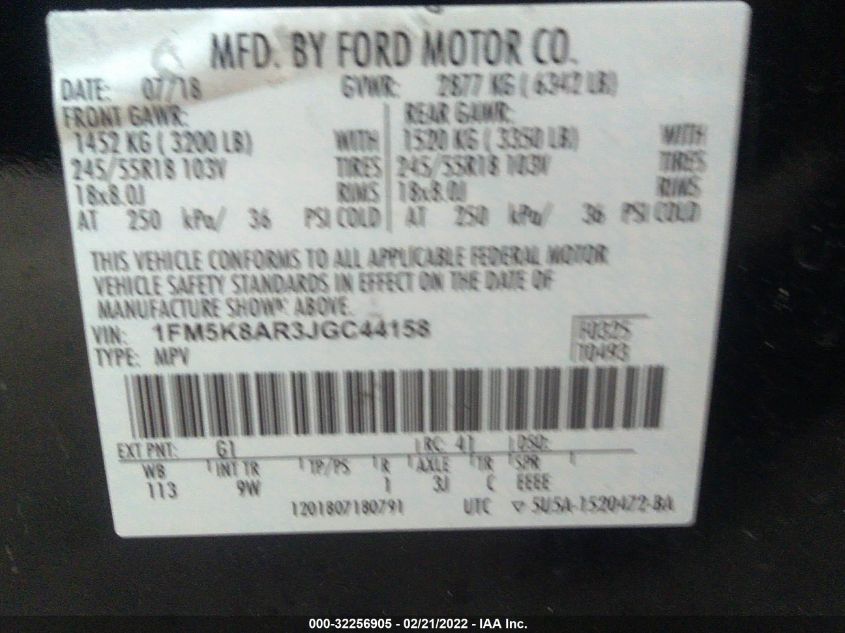 MFD. BY FORD MOTOR CO.
DATE: 07/18 GVWR: 2877 KG ( 6342 LB)
FRONT GAWR: REAR GAWR:
1452 KG ( 3200 LB) WITH 1520 KG ( 3350 LB) WITH
245/55R18 103V TIRES 245/55R18 103V TIRES
18x8.0J RIMS 18x8.0J RIMS
AT 250 kPa/ 36 PSI COLD AT 250 kPa/ 36 PSI COLD
THIS VEHICLE CONFORMS TO ALL APPLICABLE FEDERAL MOTOR
VEHICLE SAFETY STANDARDS IN EFFECT ON THE DATE OF
MANUFACTURE SHOWN ABOVE.
VIN: 1FM5K8AR3JGC44158 F0325
TYPE: MPV T0493
EXT PNT: G1 RC: 41 DSO:
WB INT TR TP/PS R AXLE TR SPR
113 9W 1 3J C EEEE
1201807180791 UTC ▽ 5U5A-1520472-BA
000-32256905 - 02/21/2022 - IAA Inc.